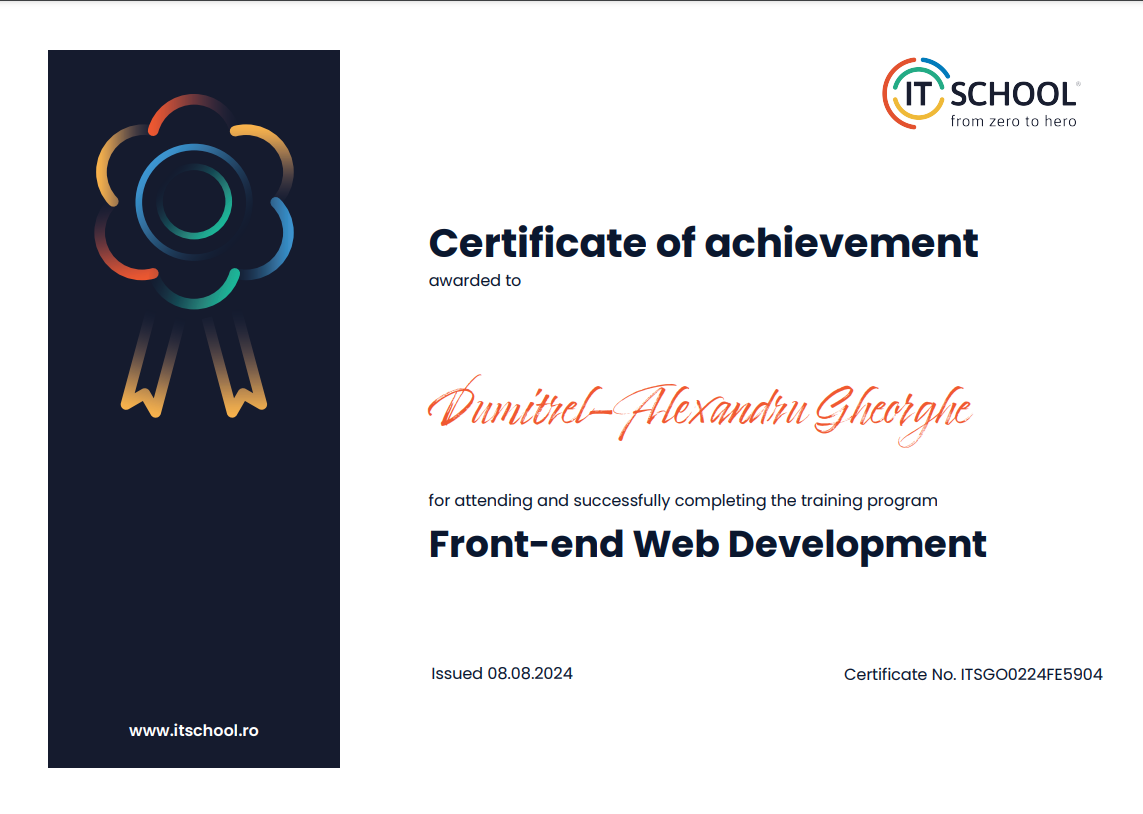 IT SCHOOL®
from zero to hero
Certificate of achievement
awarded to
Dumitrel-Alexandru Gheorghe
for attending and successfully completing the training program
Front-end Web Development
Issued 08.08.2024
Certificate No. ITSGO0224FE5904
www.itschool.ro